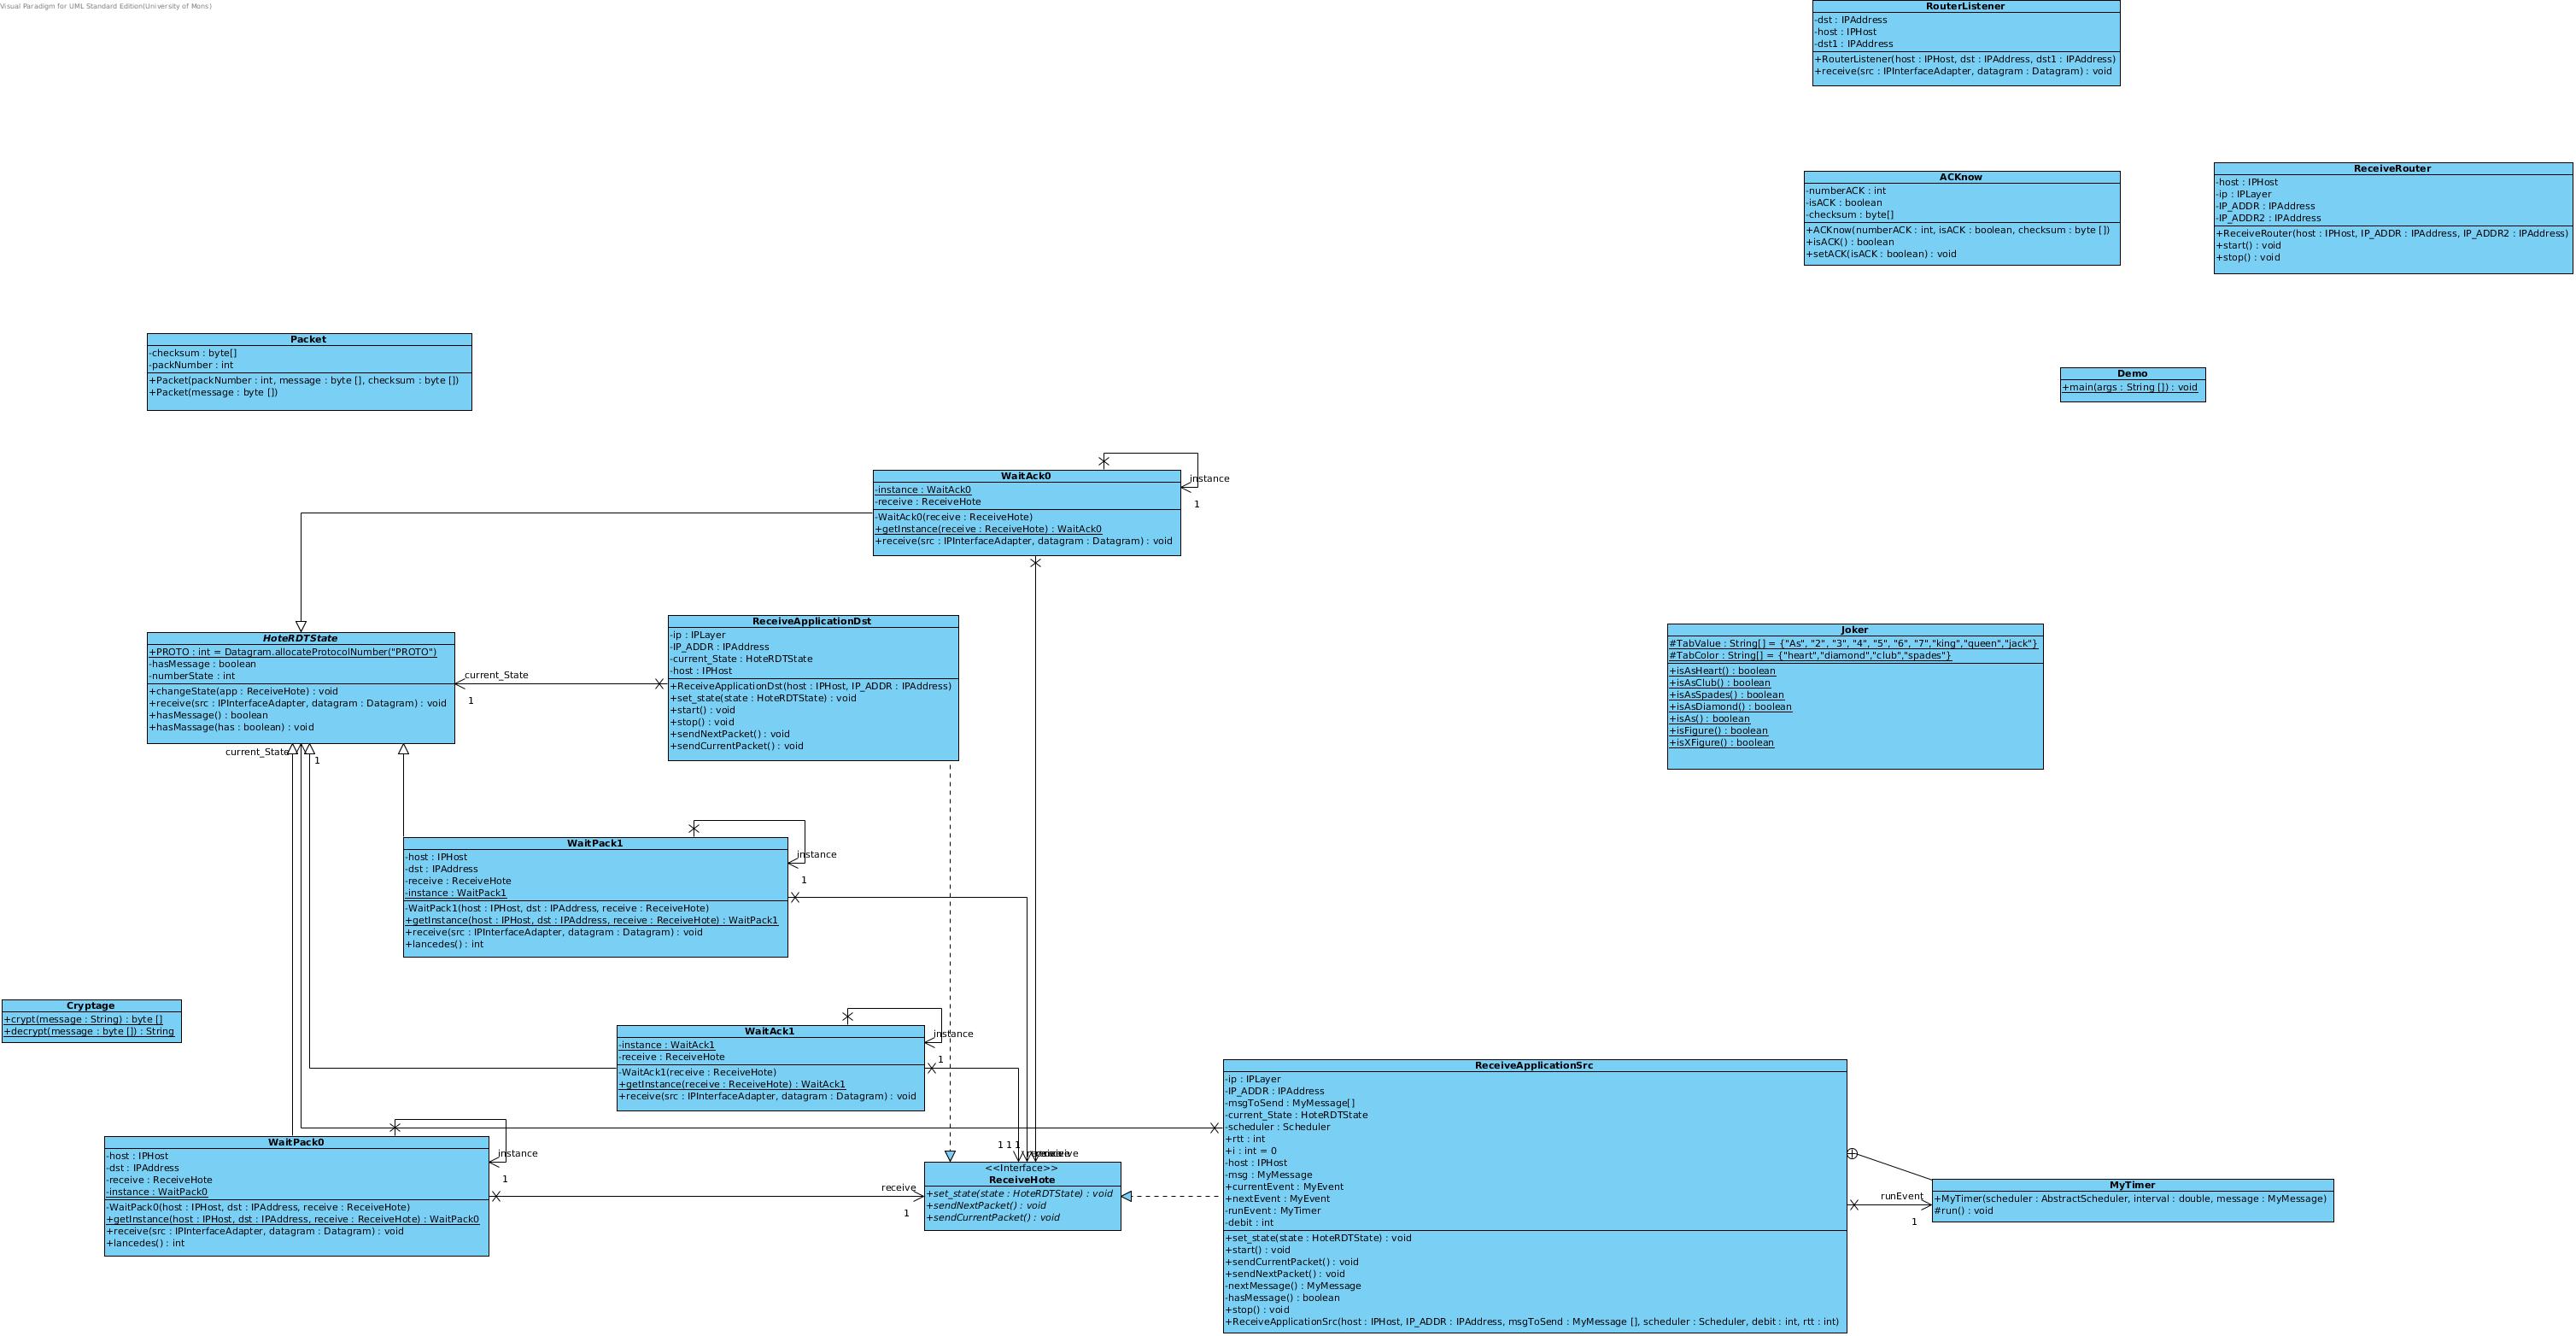 Visual Paradigm for UML Standard Edition(University of Mons)
RouterListener
-dst : IPAddress
-host : IPHost
-dst1 : IPAddress
+RouterListener(host : IPHost, dst : IPAddress, dst1 : IPAddress)
+receive(src : IPInterfaceAdapter, datagram : Datagram) : void
ACKnow
-numberACK : int
-isACK : boolean
-checksum : byte[]
+ACKnow(numberACK : int, isACK : boolean, checksum : byte [])
+isACK() : boolean
+setACK(isACK : boolean) : void
ReceiveRouter
-host : IPHost
-ip : IPLayer
-IP_ADDR : IPAddress
-IP_ADDR2 : IPAddress
+ReceiveRouter(host : IPHost, IP_ADDR : IPAddress, IP_ADDR2 : IPAddress)
+start() : void
+stop() : void
Packet
-checksum : byte[]
-packNumber : int
+Packet(packNumber : int, message : byte [], checksum : byte [])
+Packet(message : byte [])
Demo
+main(args : String []) : void
WaitAck0
-instance : WaitAck0
-receive : ReceiveHote
-WaitAck0(receive : ReceiveHote)
+getInstance(receive : ReceiveHote) : WaitAck0
+receive(src : IPInterfaceAdapter, datagram : Datagram) : void
instance
1
HoteRDTState
+PROTO : int = Datagram.allocateProtocolNumber("PROTO")
-hasMessage : boolean
-numberState : int
+changeState(app : ReceiveHote) : void
+receive(src : IPInterfaceAdapter, datagram : Datagram) : void
+hasMessage() : boolean
+hasMassage(has : boolean) : void
current_State
1
current_State
1
ReceiveApplicationDst
-ip : IPLayer
-IP_ADDR : IPAddress
-current_State : HoteRDTState
-host : IPHost
+ReceiveApplicationDst(host : IPHost, IP_ADDR : IPAddress)
+set_state(state : HoteRDTState) : void
+start() : void
+stop() : void
+sendNextPacket() : void
+sendCurrentPacket() : void
Joker
#TabValue : String[] = {"As", "2", "3", "4", "5", "6", "7","king","queen","jack"}
#TabColor : String[] = {"heart","diamond","club","spades"}
+isAsHeart() : boolean
+isAsClub() : boolean
+isAsSpades() : boolean
+isAsDiamond() : boolean
+isAs() : boolean
+isFigure() : boolean
+isXFigure() : boolean
WaitPack1
-host : IPHost
-dst : IPAddress
-receive : ReceiveHote
-instance : WaitPack1
-WaitPack1(host : IPHost, dst : IPAddress, receive : ReceiveHote)
+getInstance(host : IPHost, dst : IPAddress, receive : ReceiveHote) : WaitPack1
+receive(src : IPInterfaceAdapter, datagram : Datagram) : void
+lancedes() : int
instance
1
Cryptage
+crypt(message : String) : byte []
+decrypt(message : byte []) : String
WaitAck1
-instance : WaitAck1
-receive : ReceiveHote
-WaitAck1(receive : ReceiveHote)
+getInstance(receive : ReceiveHote) : WaitAck1
+receive(src : IPInterfaceAdapter, datagram : Datagram) : void
instance
1
WaitPack0
-host : IPHost
-dst : IPAddress
-receive : ReceiveHote
-instance : WaitPack0
-WaitPack0(host : IPHost, dst : IPAddress, receive : ReceiveHote)
+getInstance(host : IPHost, dst : IPAddress, receive : ReceiveHote) : WaitPack0
+receive(src : IPInterfaceAdapter, datagram : Datagram) : void
+lancedes() : int
instance
1
receive
1
1 1 1
<<Interface>>
ReceiveHote
+set_state(state : HoteRDTState) : void
+sendNextPacket() : void
+sendCurrentPacket() : void
ReceiveApplicationSrc
-ip : IPLayer
-IP_ADDR : IPAddress
-msgToSend : MyMessage[]
-current_State : HoteRDTState
-scheduler : Scheduler
+rtt : int
+i : int = 0
-host : IPHost
-msg : MyMessage
+currentEvent : MyEvent
+nextEvent : MyEvent
-runEvent : MyTimer
-debit : int
+set_state(state : HoteRDTState) : void
+start() : void
+sendCurrentPacket() : void
+sendNextPacket() : void
-nextMessage() : MyMessage
-hasMessage() : boolean
+stop() : void
+ReceiveApplicationSrc(host : IPHost, IP_ADDR : IPAddress, msgToSend : MyMessage [], scheduler : Scheduler, debit : int, rtt : int)
runEvent
1
MyTimer
+MyTimer(scheduler : AbstractScheduler, interval : double, message : MyMessage)
#run() : void